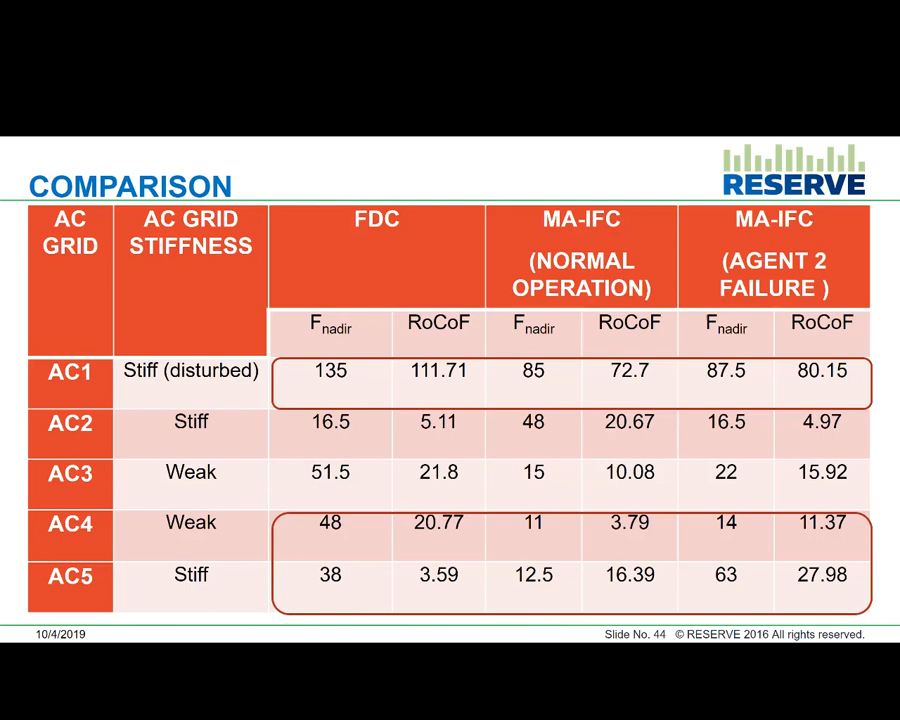 COMPARISON
RESERVE
AC GRID
AC GRID STIFFNESS
FDC
MA-IFC (NORMAL OPERATION)
MA-IFC (AGENT 2 FAILURE )
Fnadir RoCoF Fnadir RoCoF Fnadir RoCoF
AC1 Stiff (disturbed) 135 111.71 85 72.7 87.5 80.15
AC2 Stiff 16.5 5.11 48 20.67 16.5 4.97
AC3 Weak 51.5 21.8 15 10.08 22 15.92
AC4 Weak 48 20.77 11 3.79 14 11.37
AC5 Stiff 38 3.59 12.5 16.39 63 27.98
10/4/2019
Slide No. 44 © RESERVE 2016 All rights reserved.